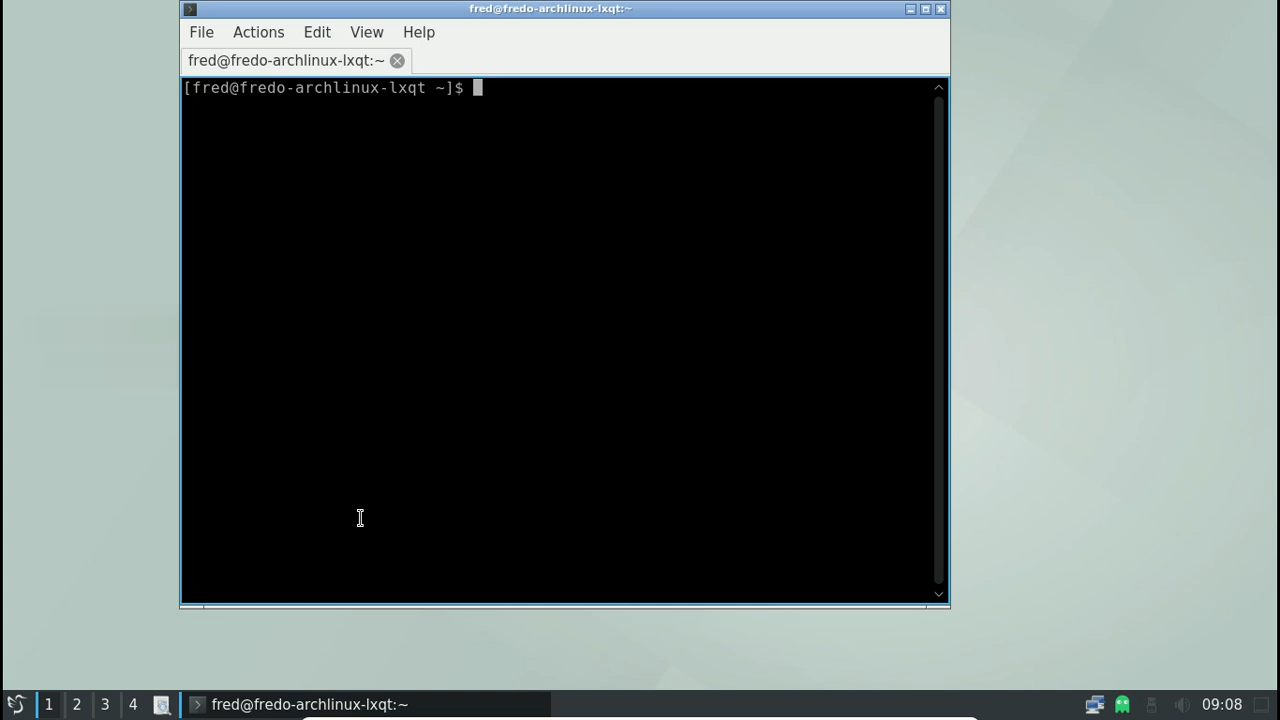 fred@fredo-archlinux-lxqt:~
File Actions Edit View Help
fred@fredo-archlinux-lxqt:~
[fred@fredo-archlinux-lxqt ~]$
1 2 3 4 fred@fredo-archlinux-lxqt:~ 09:08